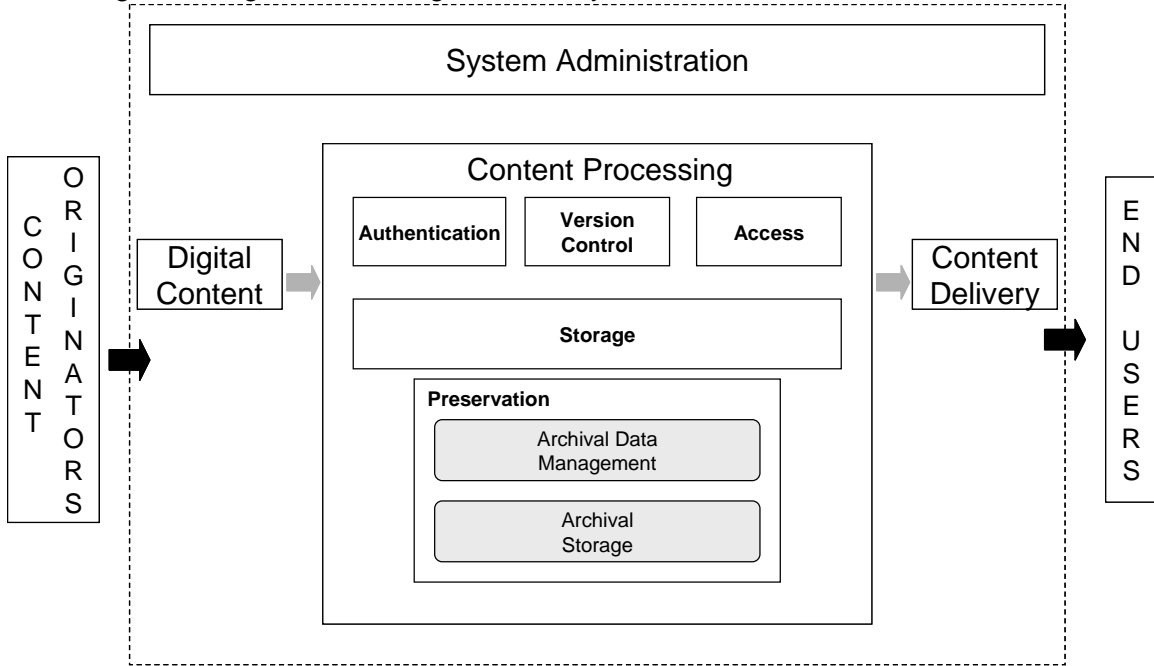 System Administration
CONTENT
ORIGINATORS
Digital
Content
Content Processing
Authentication
Version
Control
Access
Storage
Preservation
Archival Data
Management
Archival
Storage
Content
Delivery
END USERS